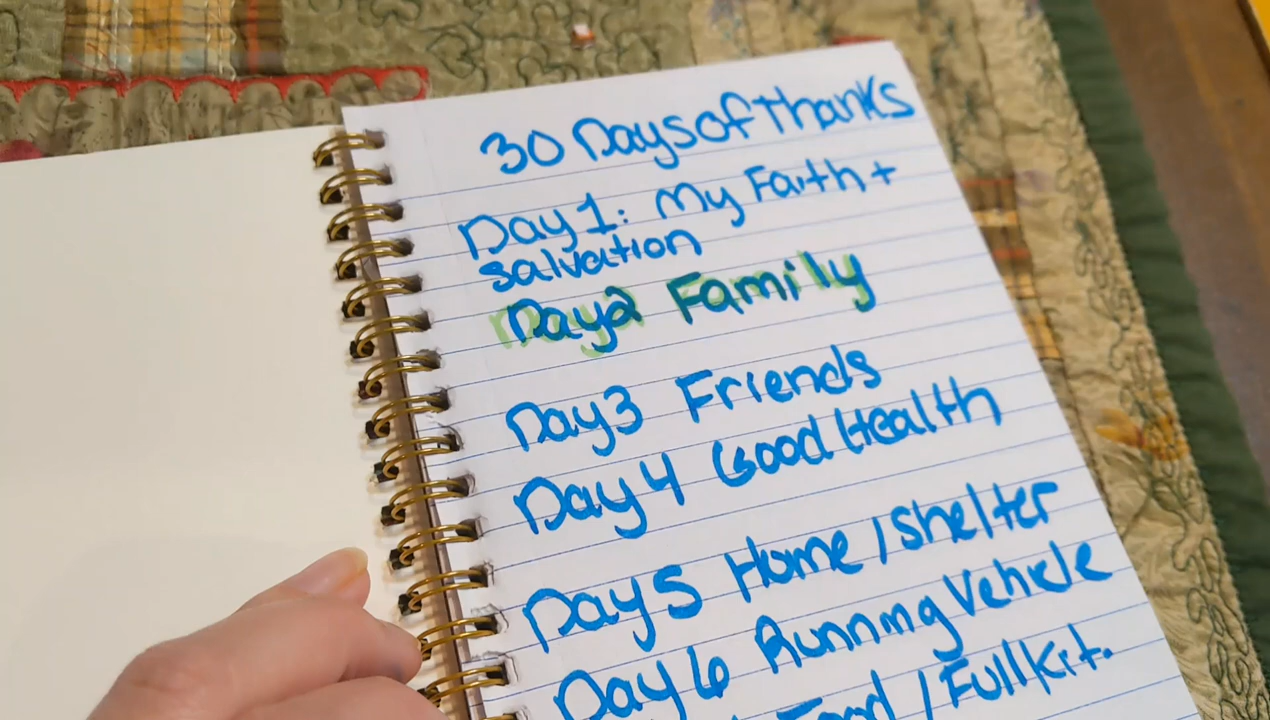 30 Days of Thanks
Day 1: My Faith +
salvation
Day 2 Family
Day 3 Friends
Day 4 Good Health
Day 5 Home / Shelter
Day 6 Running Vehicle
Food / Full kit.